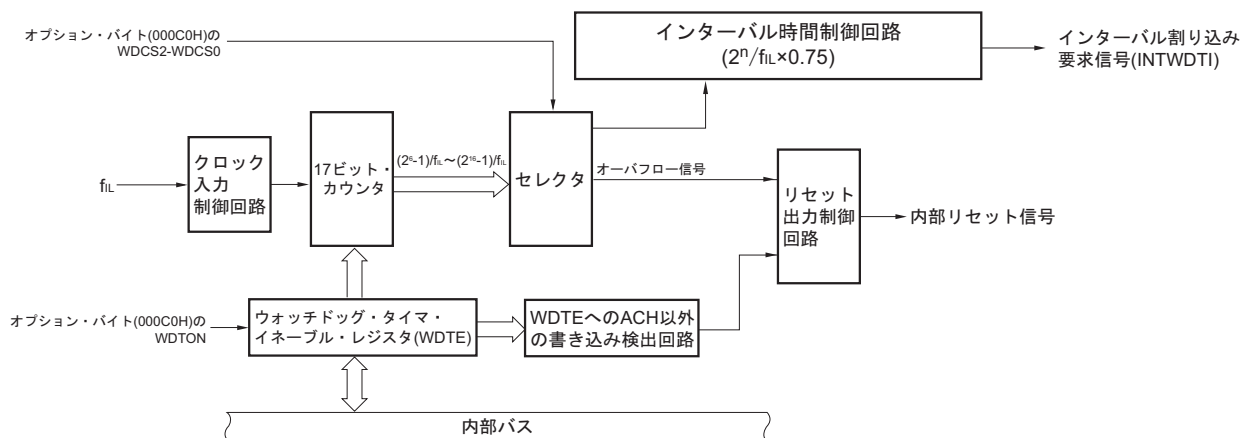 オプション・バイト(000C0H)の
WDCS2-WDCS0
インターバル時間制御回路
(2ⁿ/fIL×0.75)
インターバル割り込み
要求信号(INTWDTI)
fIL
クロック
入力
制御回路
17ビット・
カウンタ
(2⁶-1)/fIL～(2¹⁶-1)/fIL
セレクタ
オーバフロー信号
リセット
出力制御
回路
内部リセット信号
オプション・バイト(000C0H)の
WDTON
ウォッチドッグ・タイマ・
イネーブル・レジスタ(WDTE)
WDTEへのACH以外
の書き込み検出回路
内部バス